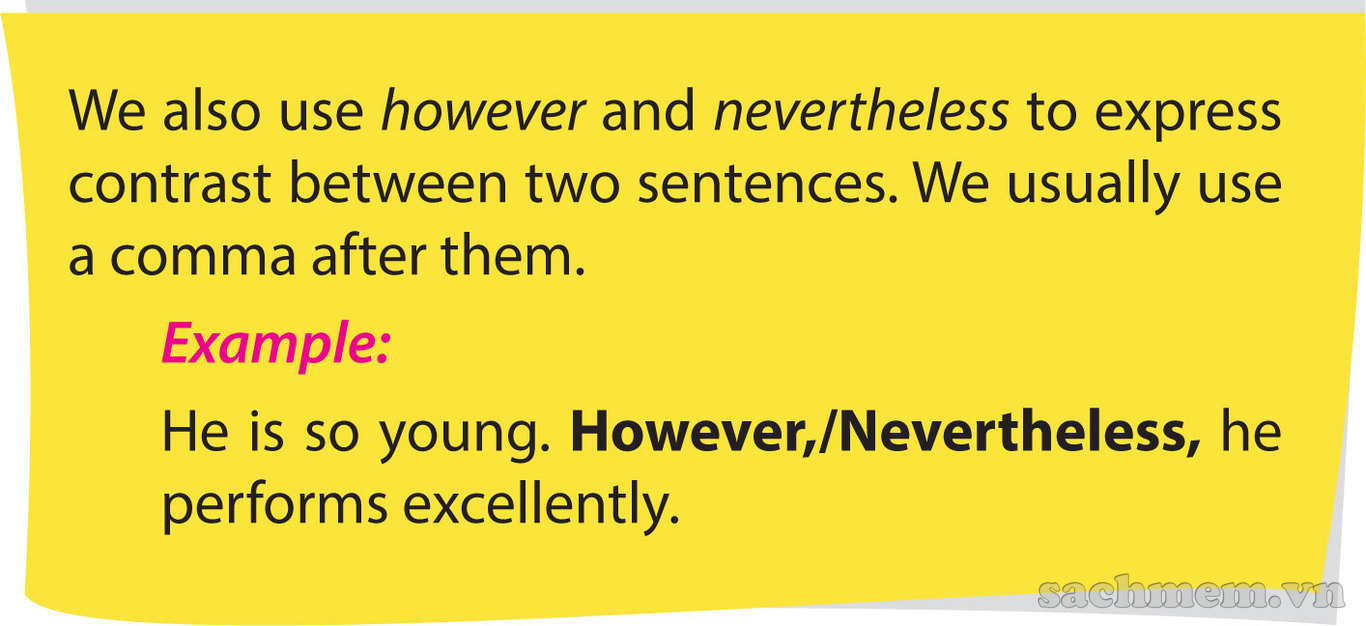 We also use however and nevertheless to express
contrast between two sentences. We usually use
a comma after them.
Example:
He is so young. However,/Nevertheless, he
performs excellently.
sachmem.vn